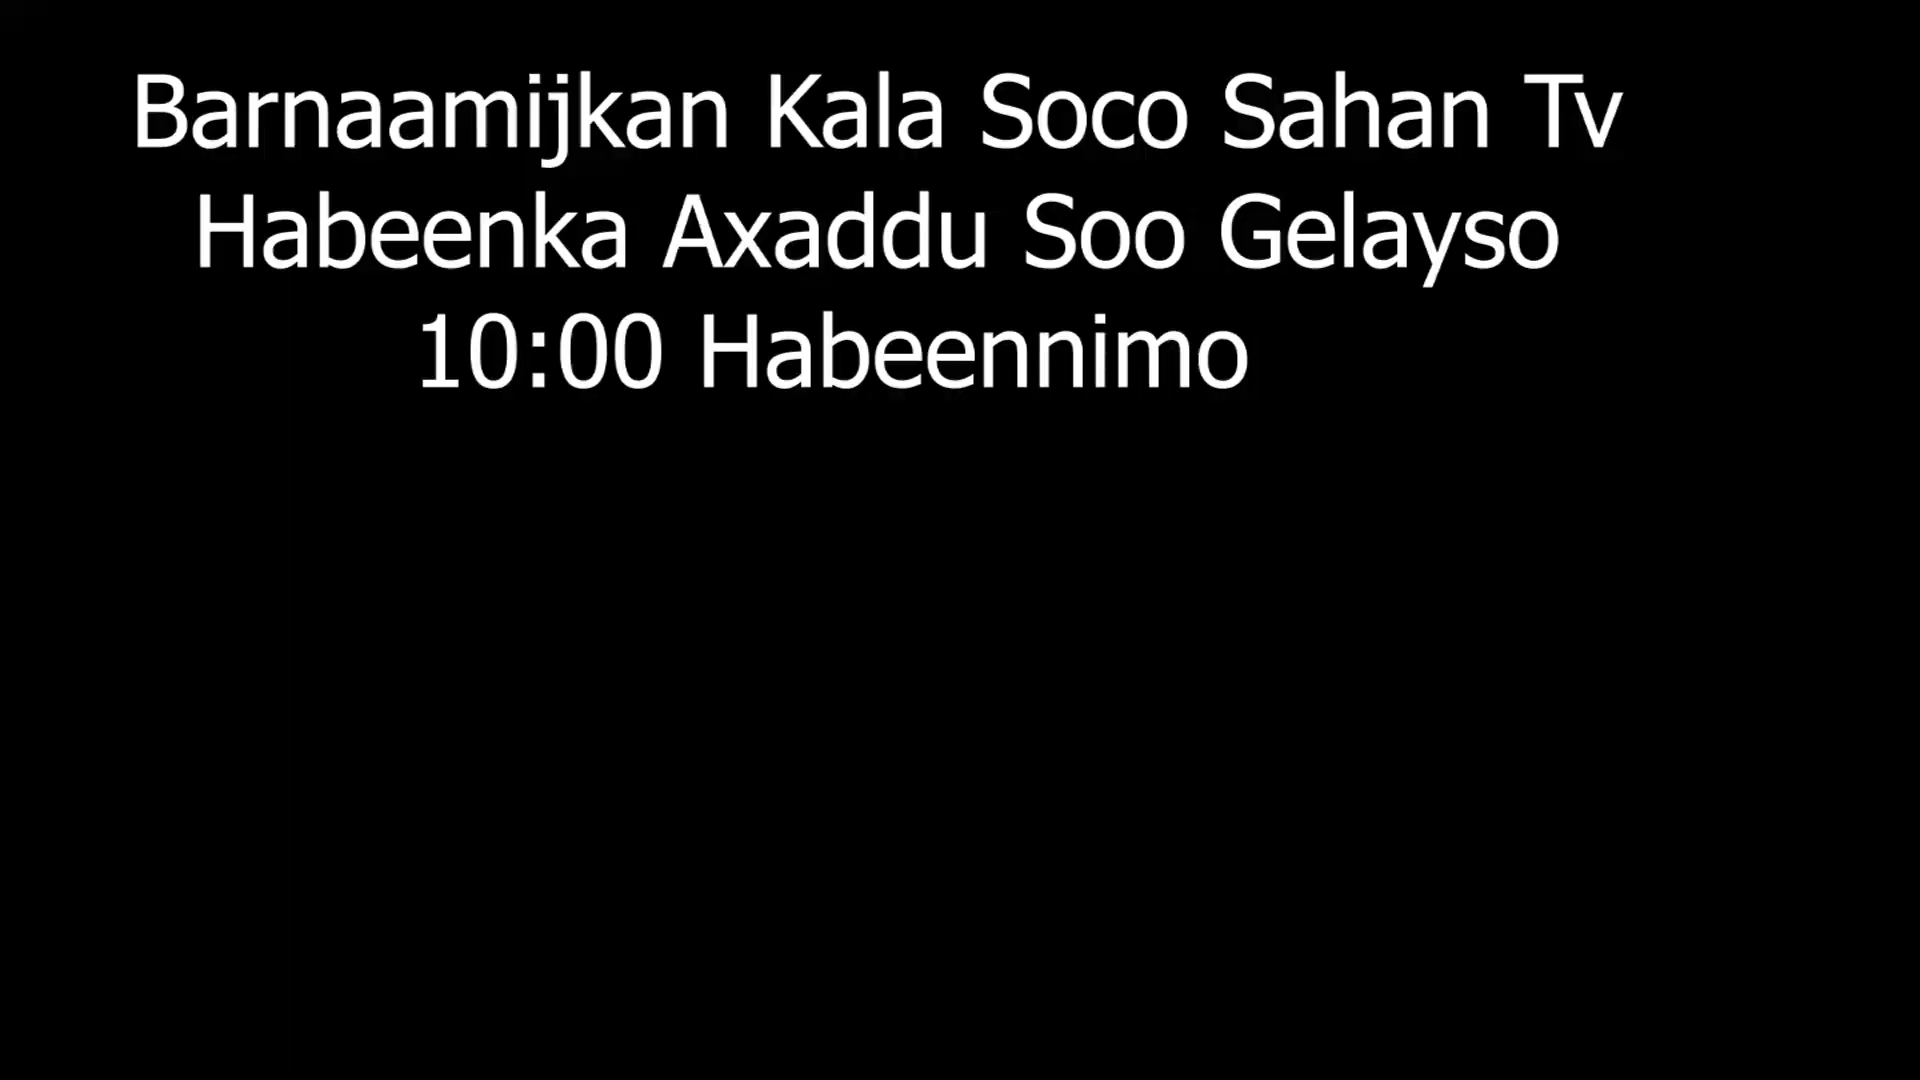 Barnaamijkan Kala Soco Sahan Tv
Habeenka Axaddu Soo Gelayso
10:00 Habeennimo